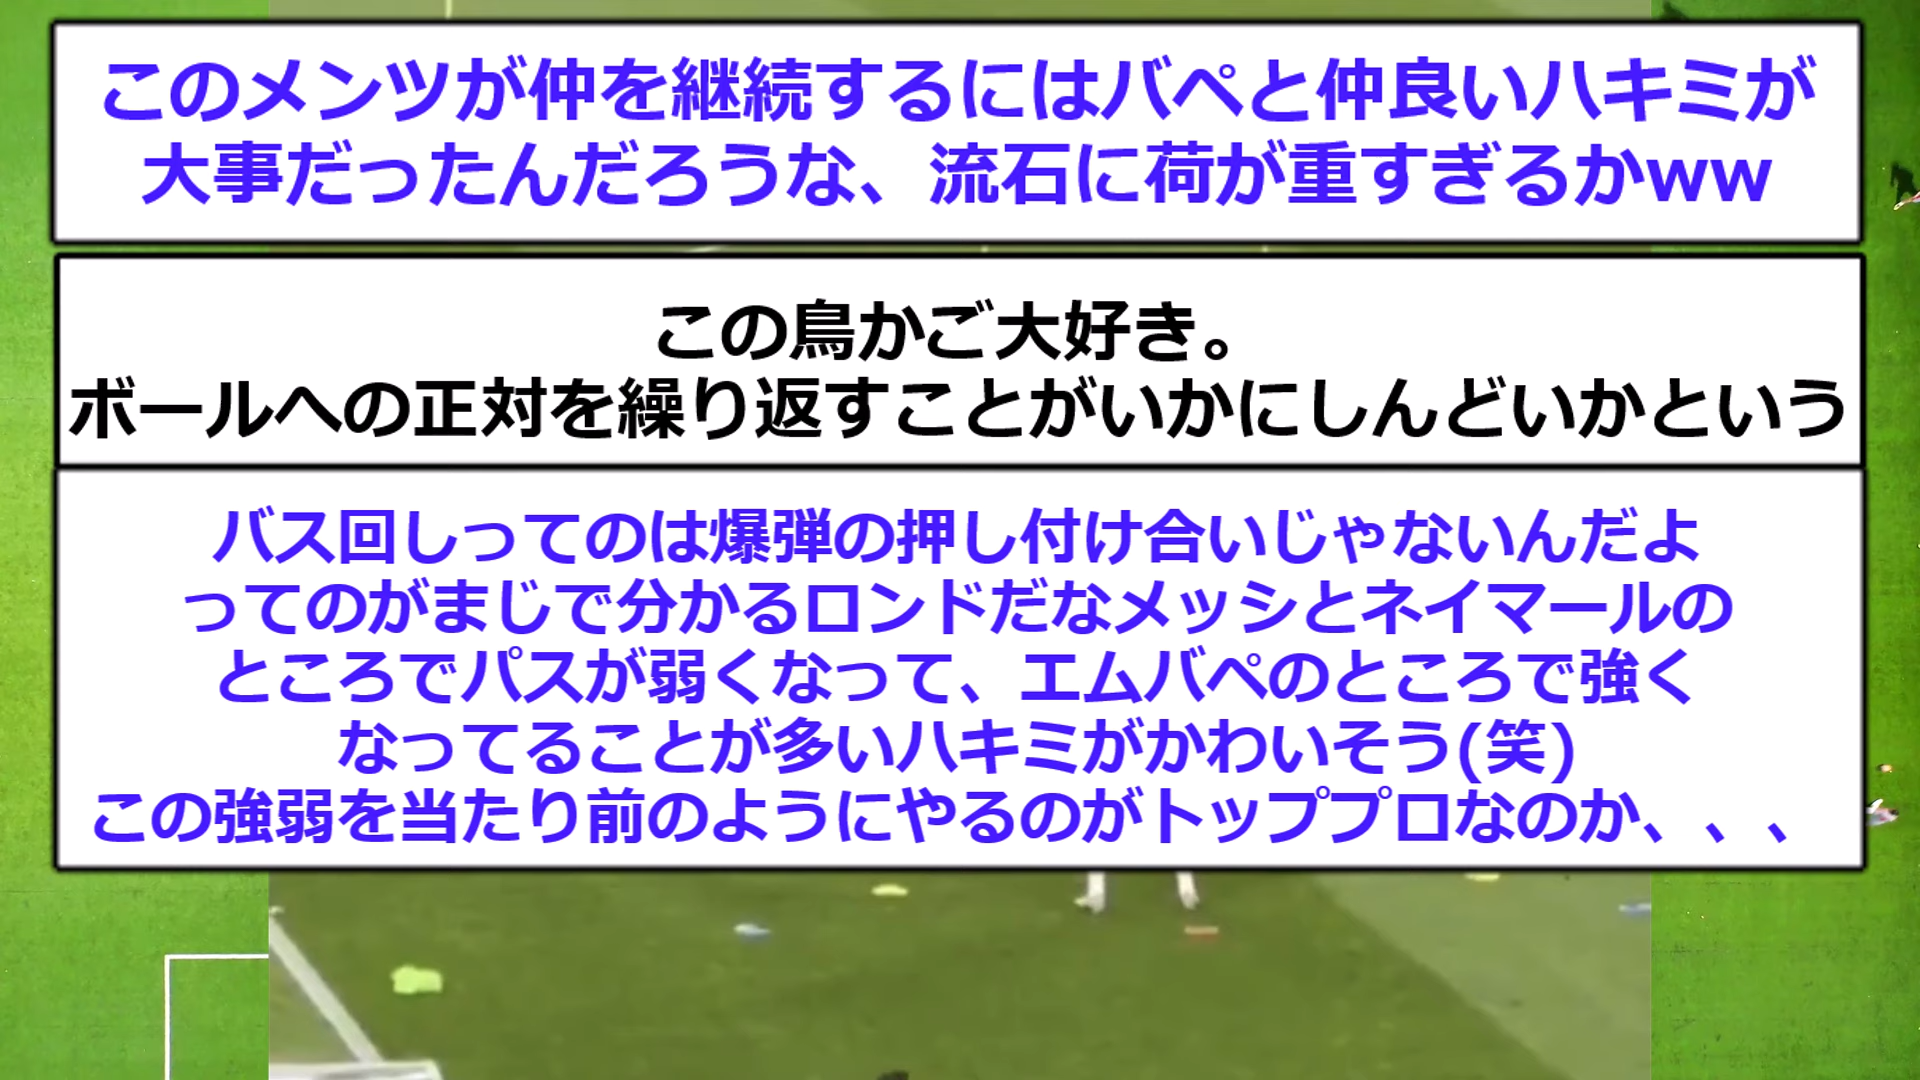 このメンツが仲を継続するにはバペと仲良いハキミが
大事だったんだろうな、流石に荷が重すぎるかww
この鳥かご大好き。
ボールへの正対を繰り返すことがいかにしんどいかという
バス回しってのは爆弾の押し付け合いじゃないんだよ
ってのがまじで分かるロンドだなメッシとネイマールの
ところでパスが弱くなって、エムバペのところで強く
なってることが多いハキミがかわいそう(笑)
この強弱を当たり前のようにやるのがトッププロなのか、、、